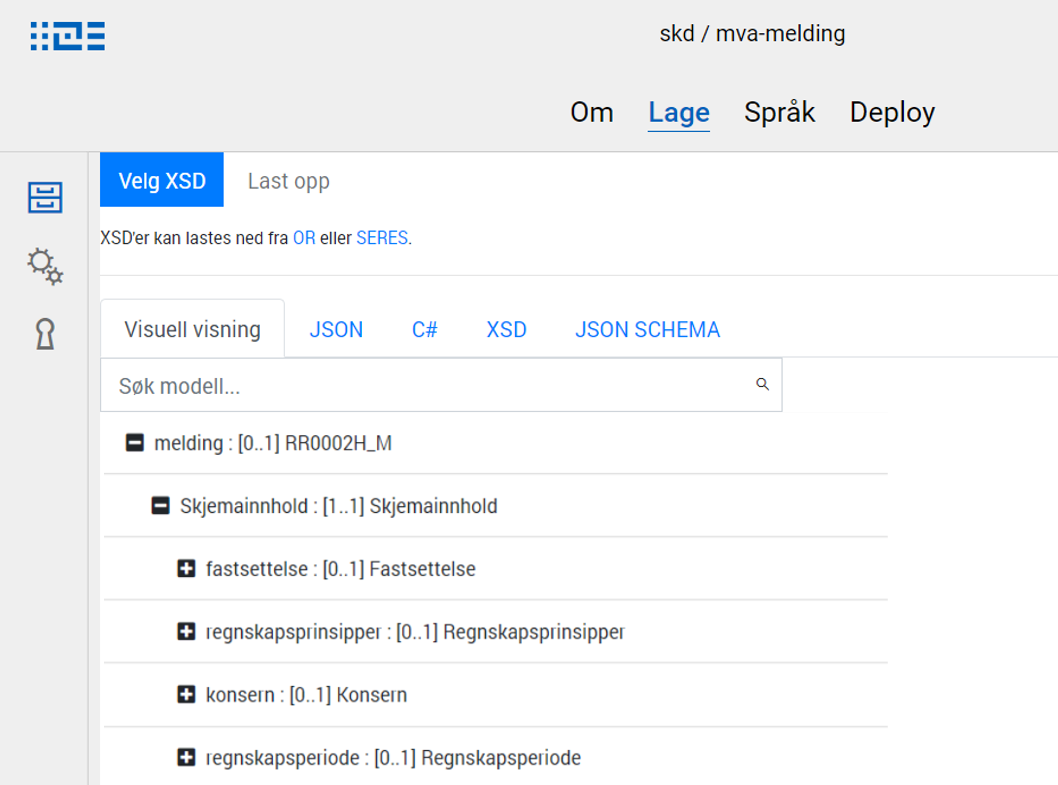 skd / mva-melding
Om Lage Språk Deploy
Velg XSD Last opp
XSD'er kan lastes ned fra OR eller SERES.
Visuell visning JSON C# XSD JSON SCHEMA
Søk modell...
melding : [0..1] RR0002H_M
Skjemainnhold : [1..1] Skjemainnhold
fastsettelse : [0..1] Fastsettelse
regnskapsprinsipper : [0..1] Regnskapsprinsipper
konsern : [0..1] Konsern
regnskapsperiode : [0..1] Regnskapsperiode